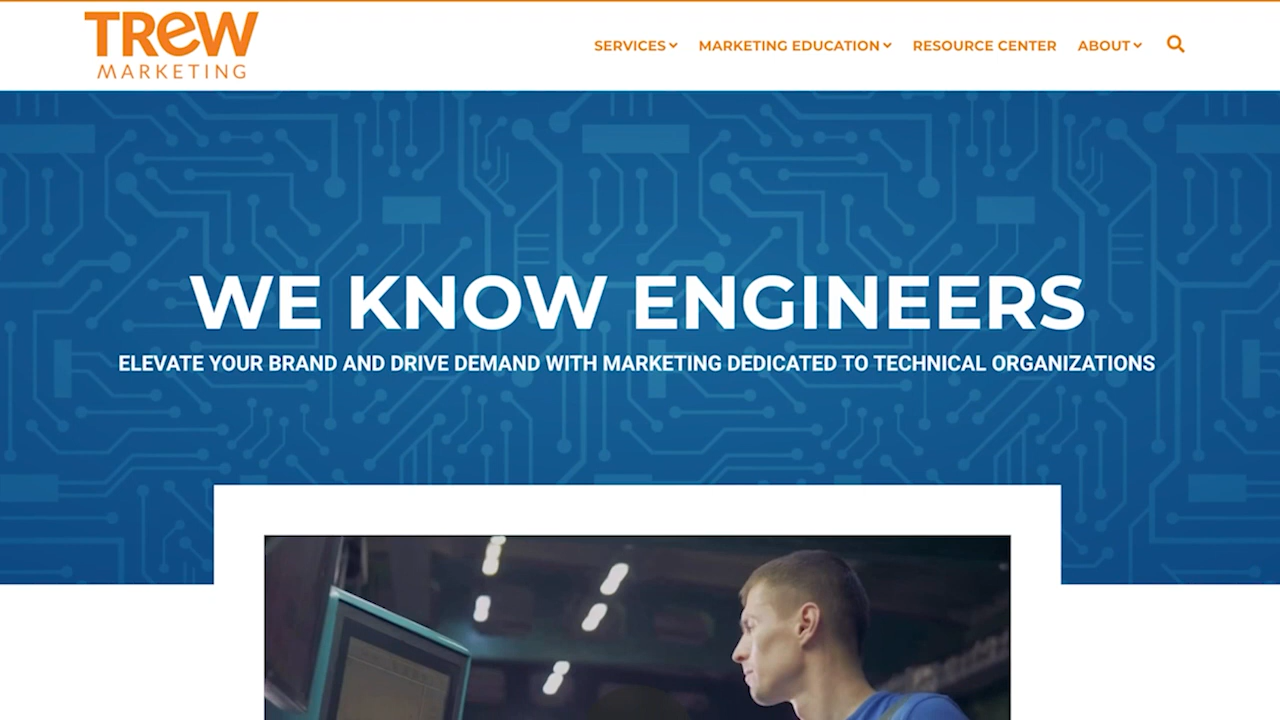 TReW
MARKETING
SERVICES
MARKETING EDUCATION
RESOURCE CENTER
ABOUT
WE KNOW ENGINEERS
ELEVATE YOUR BRAND AND DRIVE DEMAND WITH MARKETING DEDICATED TO TECHNICAL ORGANIZATIONS